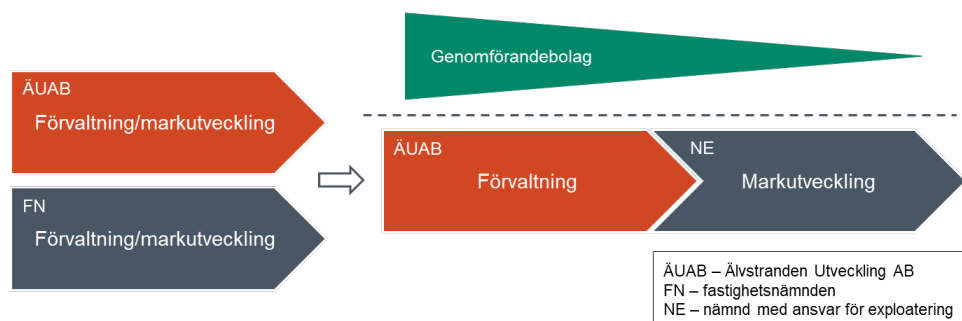 ÄUAB
Förvaltning/markutveckling
FN
Förvaltning/markutveckling
Genomförandebolag
ÄUAB
Förvaltning
NE
Markutveckling
ÄUAB – Älvstranden Utveckling AB
FN – fastighetsnämnden
NE – nämnd med ansvar för exploatering